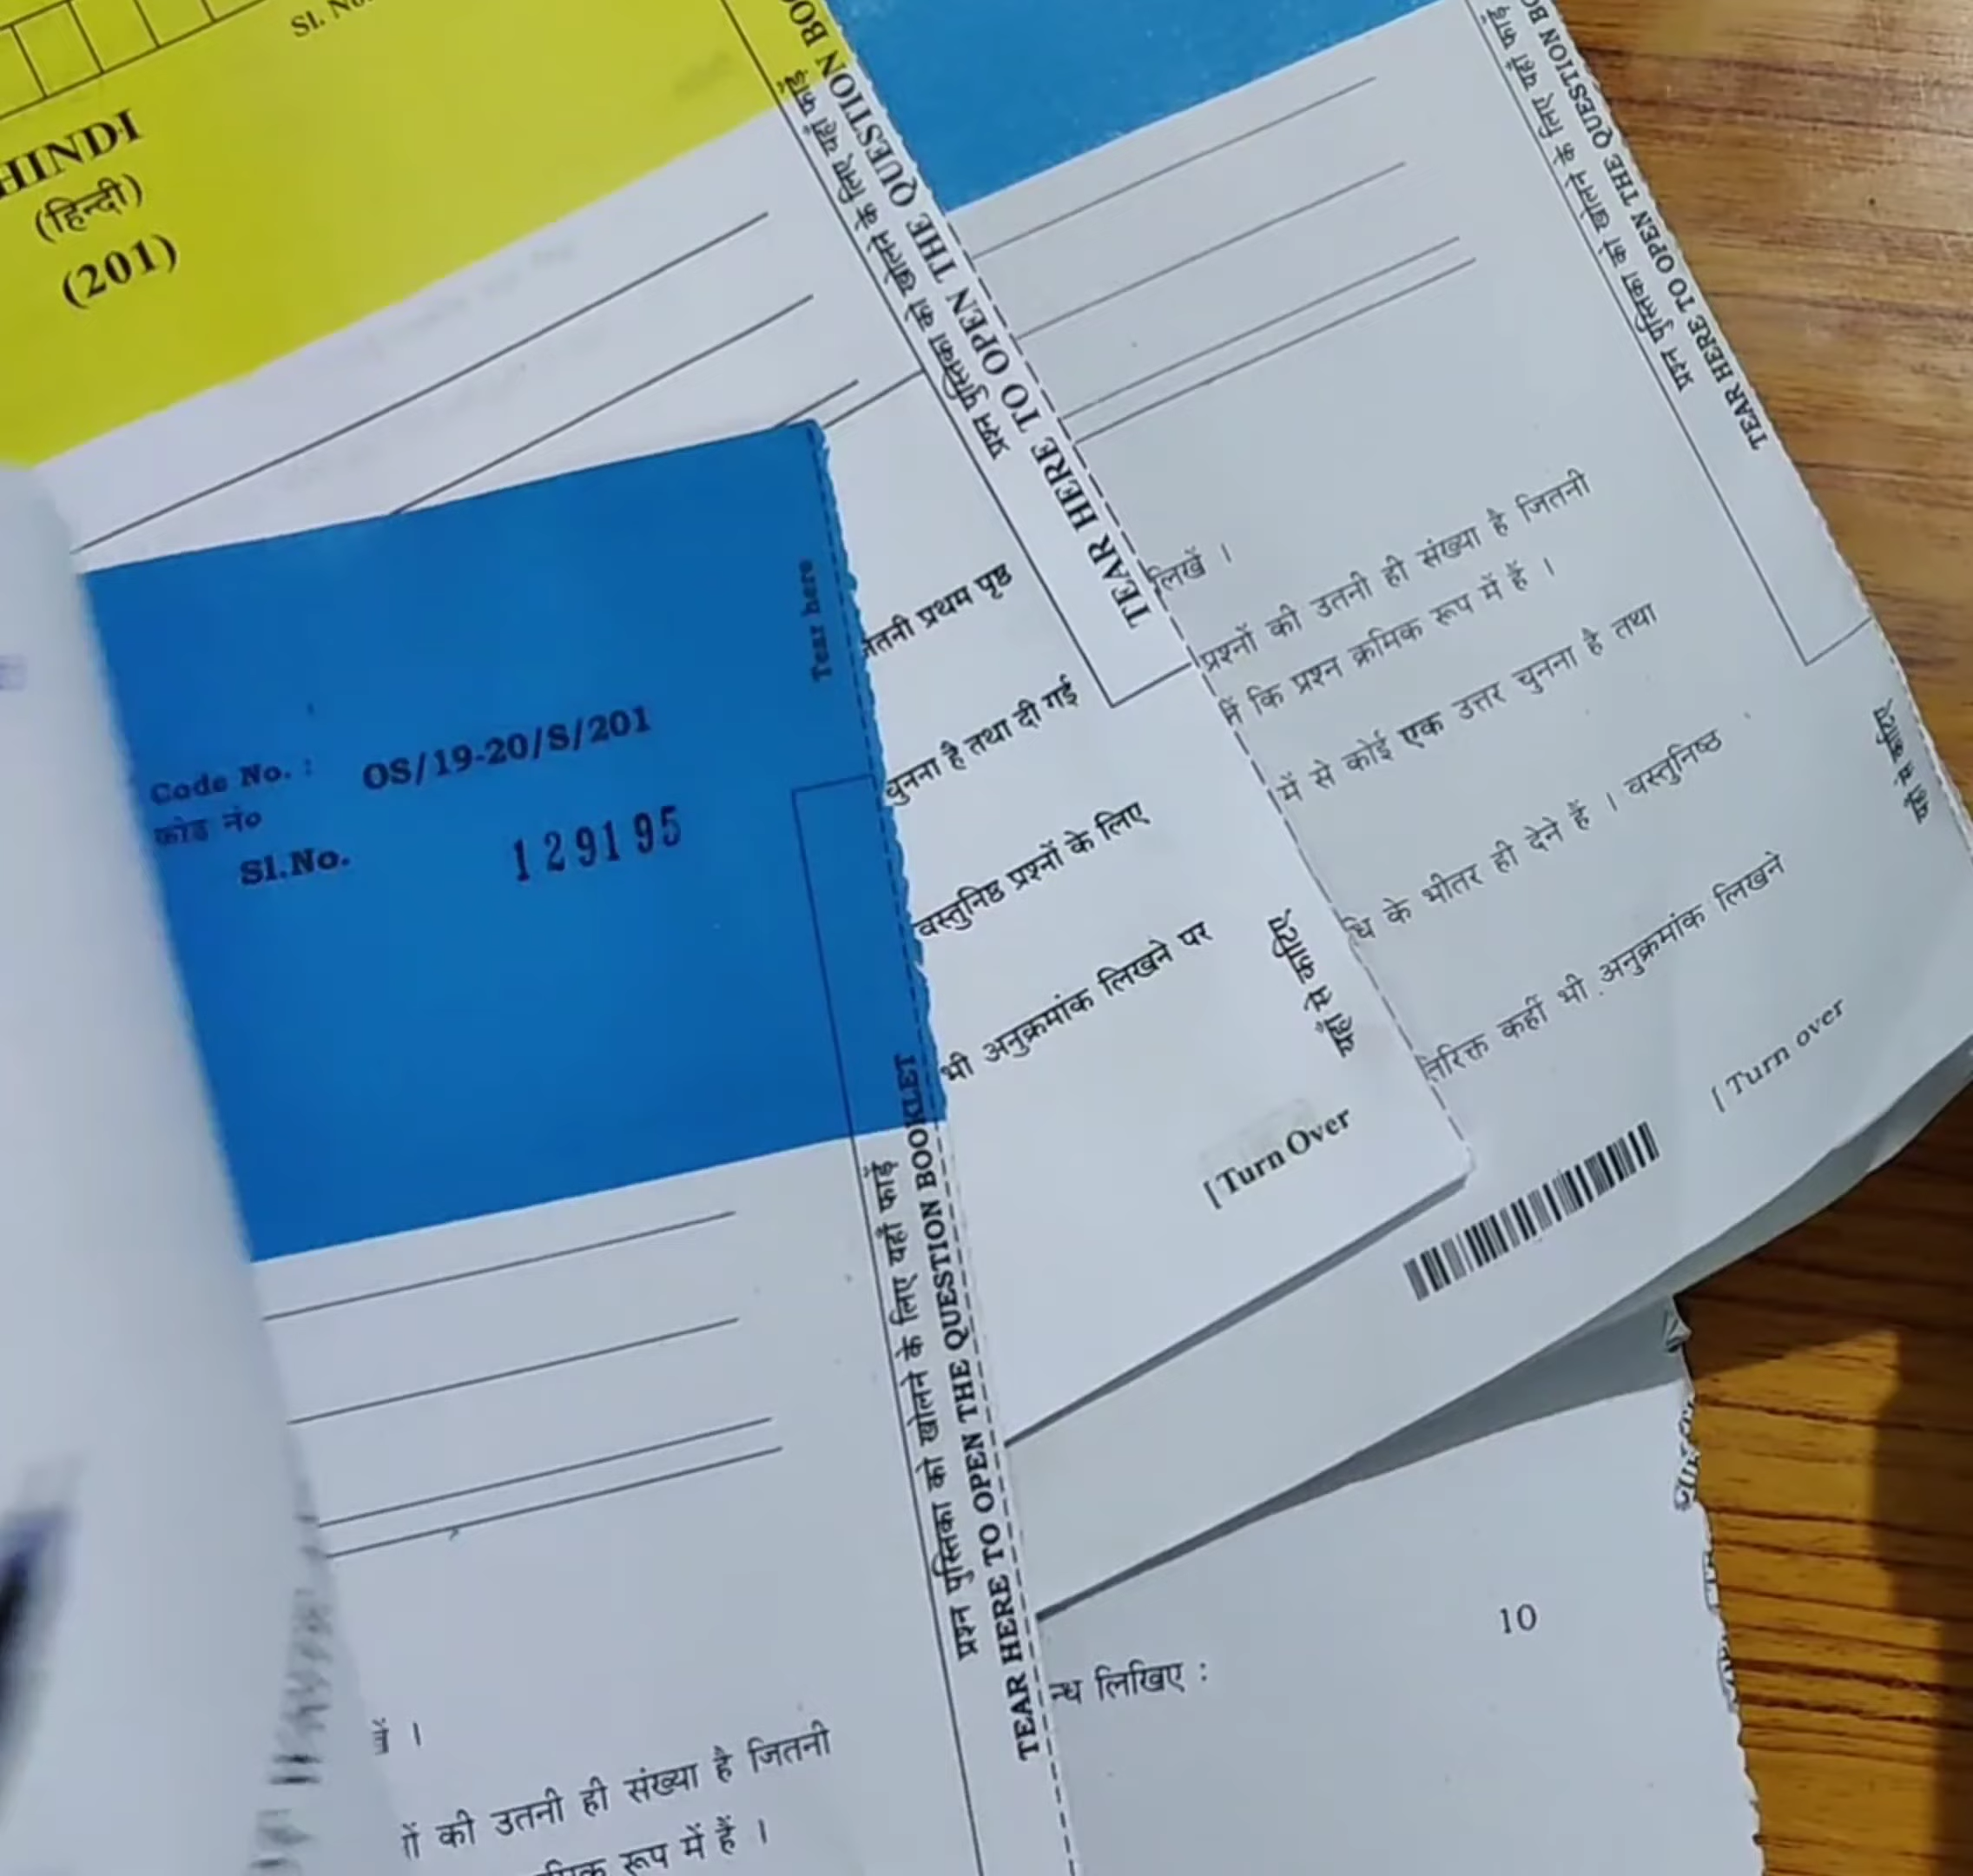 Sl. No.
HINDI
(हिन्दी)
(201)
प्रश्न पुस्तिका को खोलने के लिए यहाँ फाड़ें
TEAR HERE TO OPEN THE QUESTION
प्रथम पृष्ठ
चुनना है तथा दी गई
वस्तुनिष्ठ प्रश्नों के लिए
भी अनुक्रमांक लिखने पर
यहाँ से काटिए
[Turn Over
प्रश्न पुस्तिका को खोलने के लिए यहाँ फाड़ें
TEAR HERE TO OPEN THE QUESTION
लिखें ।
प्रश्नों की उतनी ही संख्या है जितनी
कि प्रश्न क्रमिक रूप में हैं ।
में से कोई एक उत्तर चुनना है तथा
के भीतर ही देने हैं । वस्तुनिष्ठ
कहीं भी अनुक्रमांक लिखने
यहाँ से काटिए
[Turn over
Tear here
Code No. : OS/19-20/S/201
कोड नं०
Sl.No. 129195
प्रश्न पुस्तिका को खोलने के लिए यहाँ फाड़ें
TEAR HERE TO OPEN THE QUESTION BOOKLET
की उतनी ही संख्या है जितनी
रूप में हैं ।
10
लिखिए :